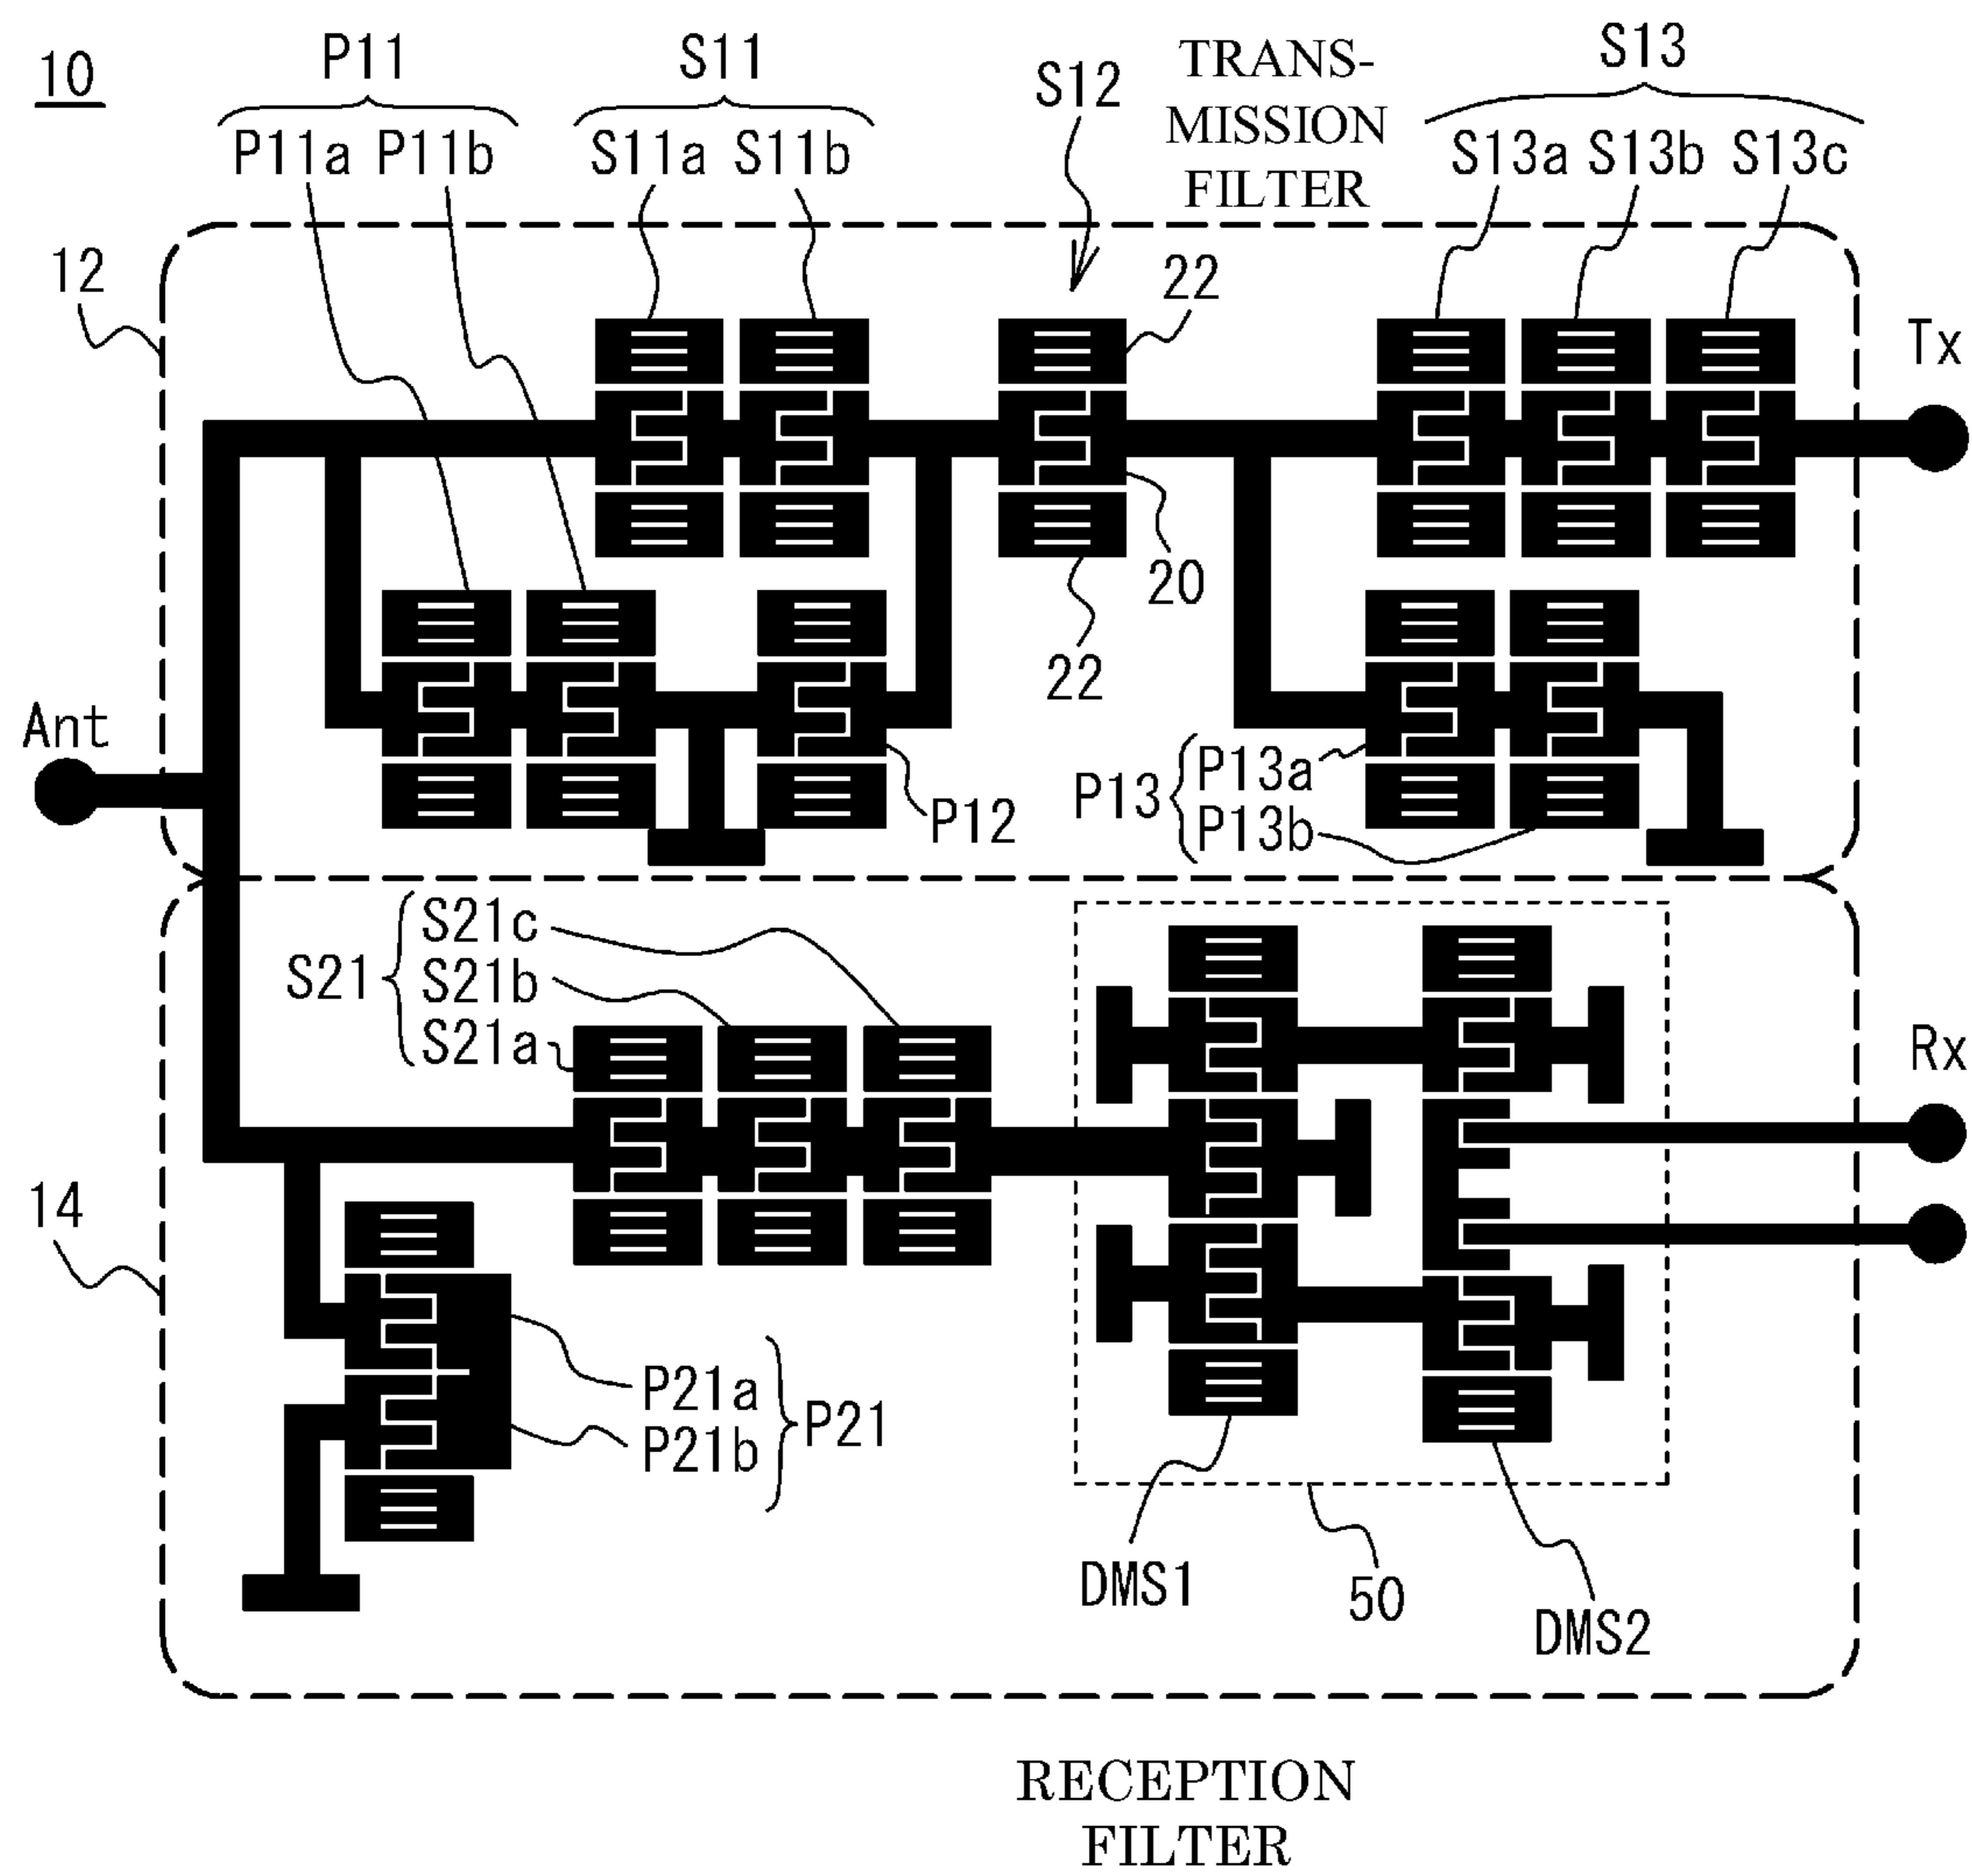 10
P11
S11
S12
TRANS-
MISSION
FILTER
S13
P11a P11b
S11a S11b
S13a S13b S13c
12
22
Tx
20
22
Ant
P12
P13
P13a
P13b
S21
S21c
S21b
S21a
Rx
14
P21a
P21b
P21
DMS1
50
DMS2
RECEPTION
FILTER